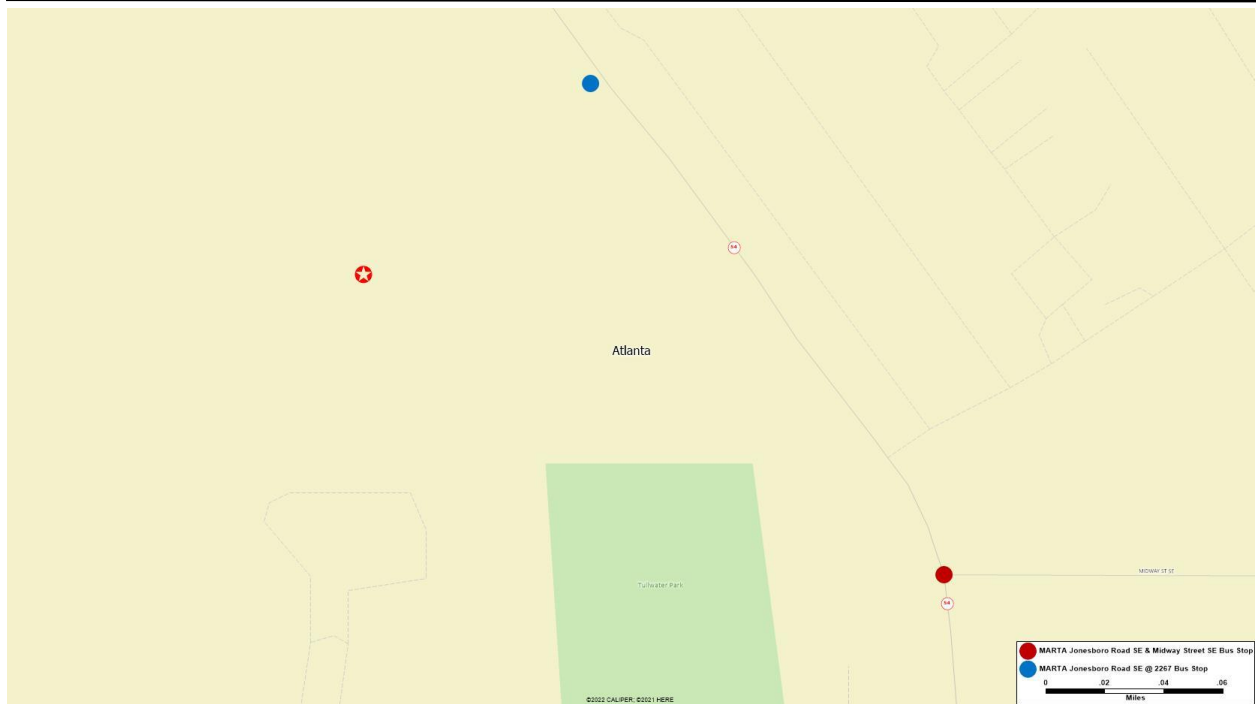 54
Atlanta
Tullwater Park
MIDWAY ST SE
54
MARTA Jonesboro Road SE & Midway Street SE Bus Stop
MARTA Jonesboro Road SE @ 2267 Bus Stop
0 .02 .04 .06
Miles
©2022 CALIPER; ©2021 HERE